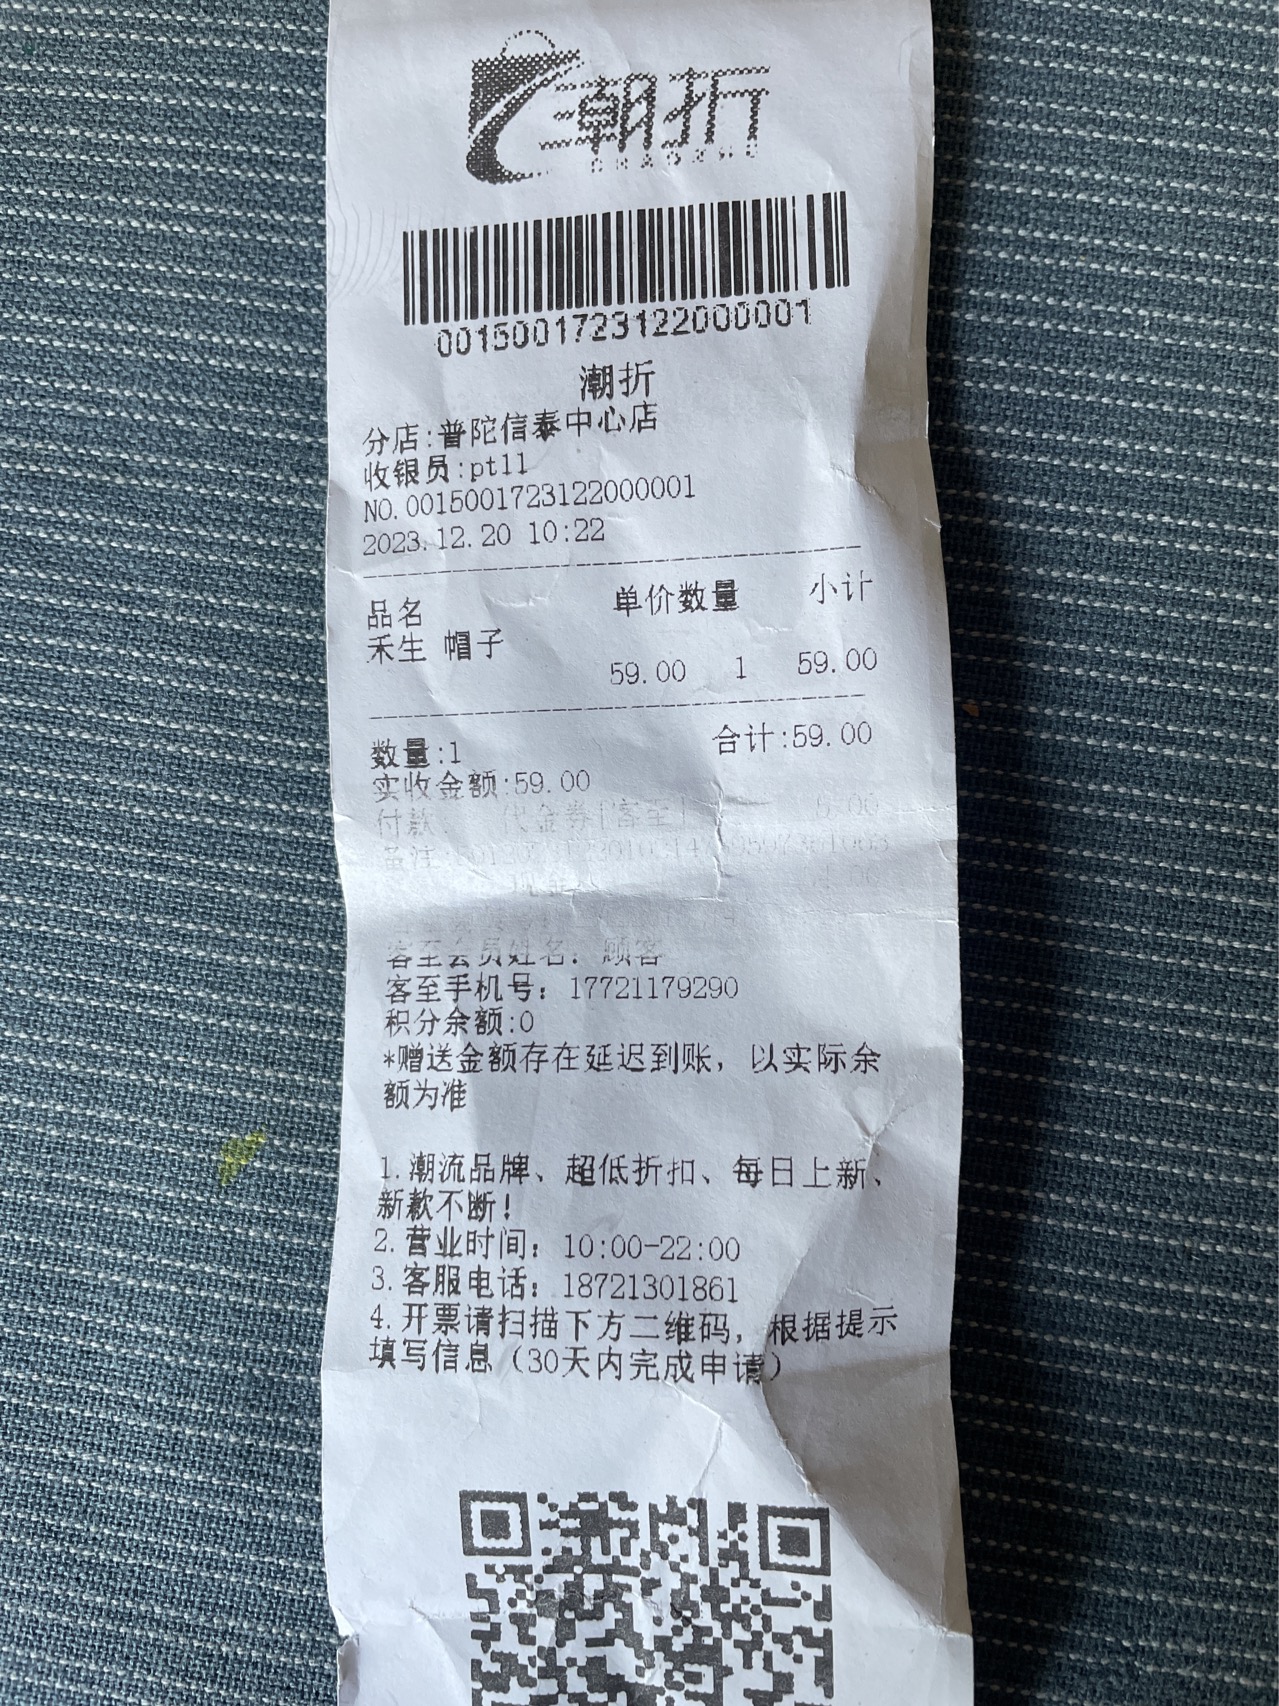 潮折
CHAOZHE
0015001723122000001
潮折
分店:普陀信泰中心店
收银员:pt11
NO.0015001723122000001
2023.12.20 10:22
品名 单价数量 小计
禾生 帽子
59.00 1 59.00
数量:1 合计:59.00
实收金额:59.00
付款: 代金券[客至] 5.00
备注:
客至会员姓名: 顾客
客至手机号: 17721179290
积分余额:0
*赠送金额存在延迟到账, 以实际余
额为准
1.潮流品牌、超低折扣、每日上新、
新款不断!
2.营业时间: 10:00-22:00
3.客服电话: 18721301861
4.开票请扫描下方二维码, 根据提示
填写信息 (30天内完成申请)